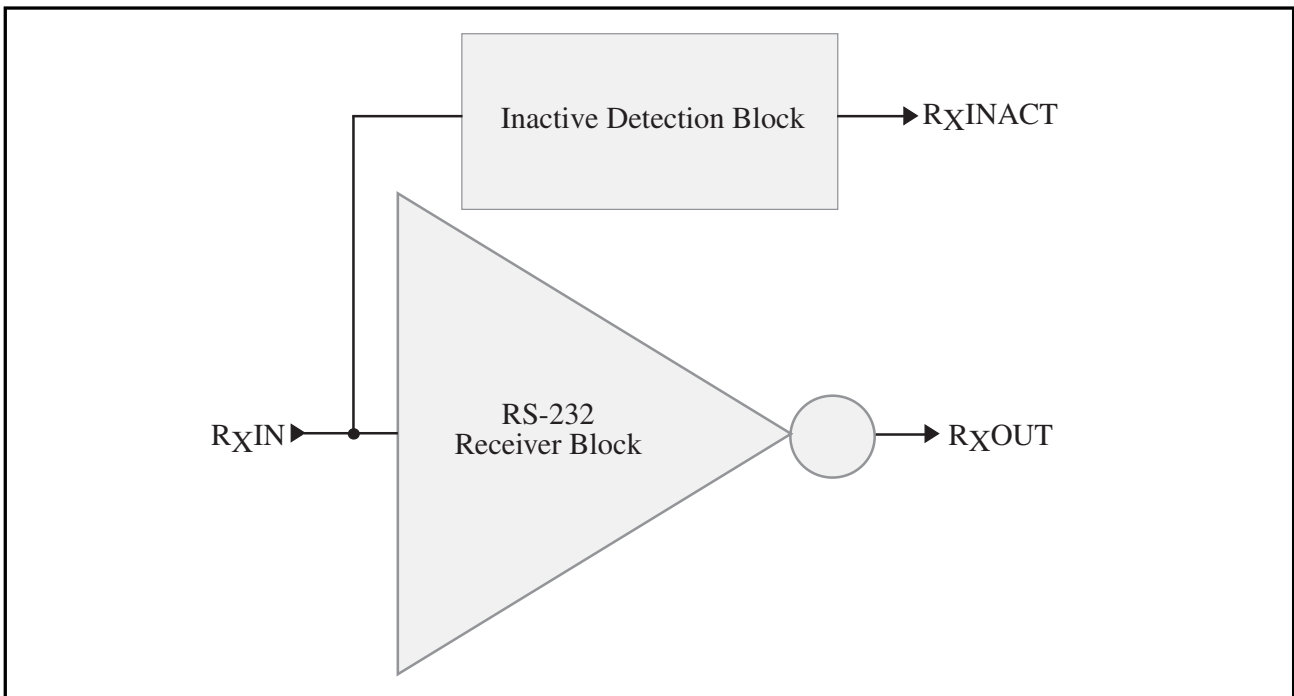 Inactive Detection Block
RXINACT
RS-232
Receiver Block
RXIN
RXOUT